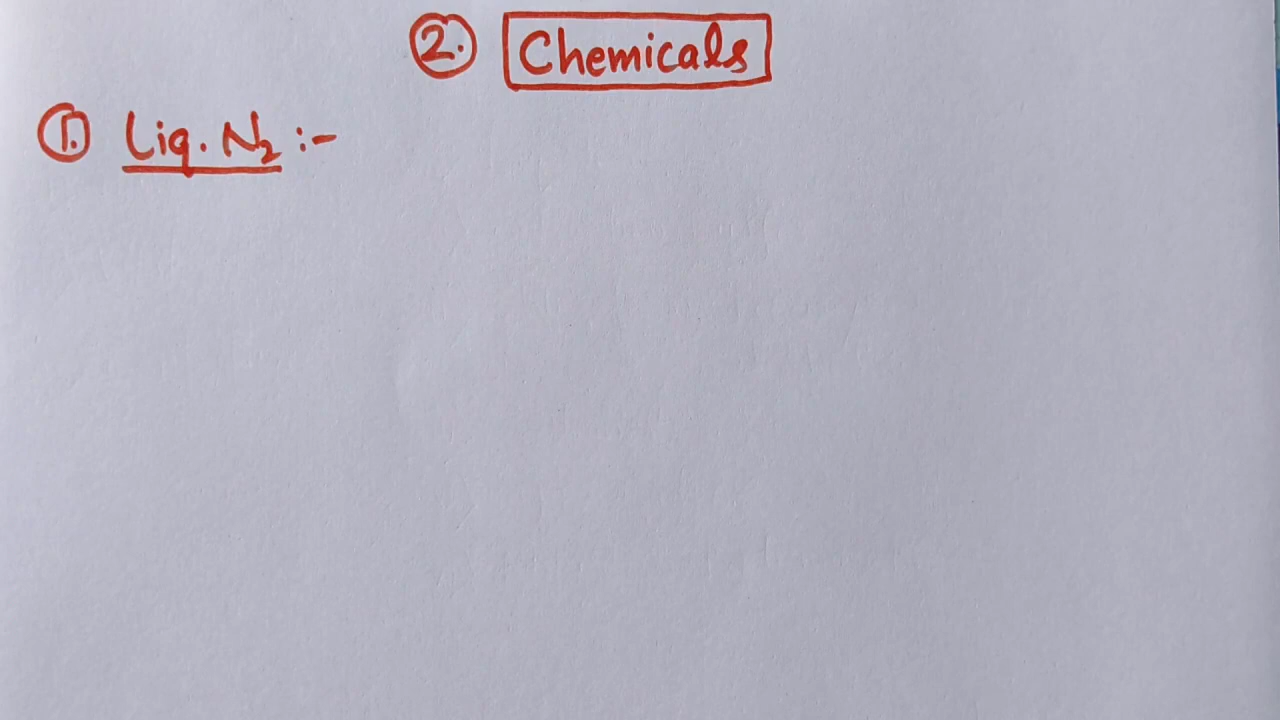 2. Chemicals
1. Liq. N₂ :-